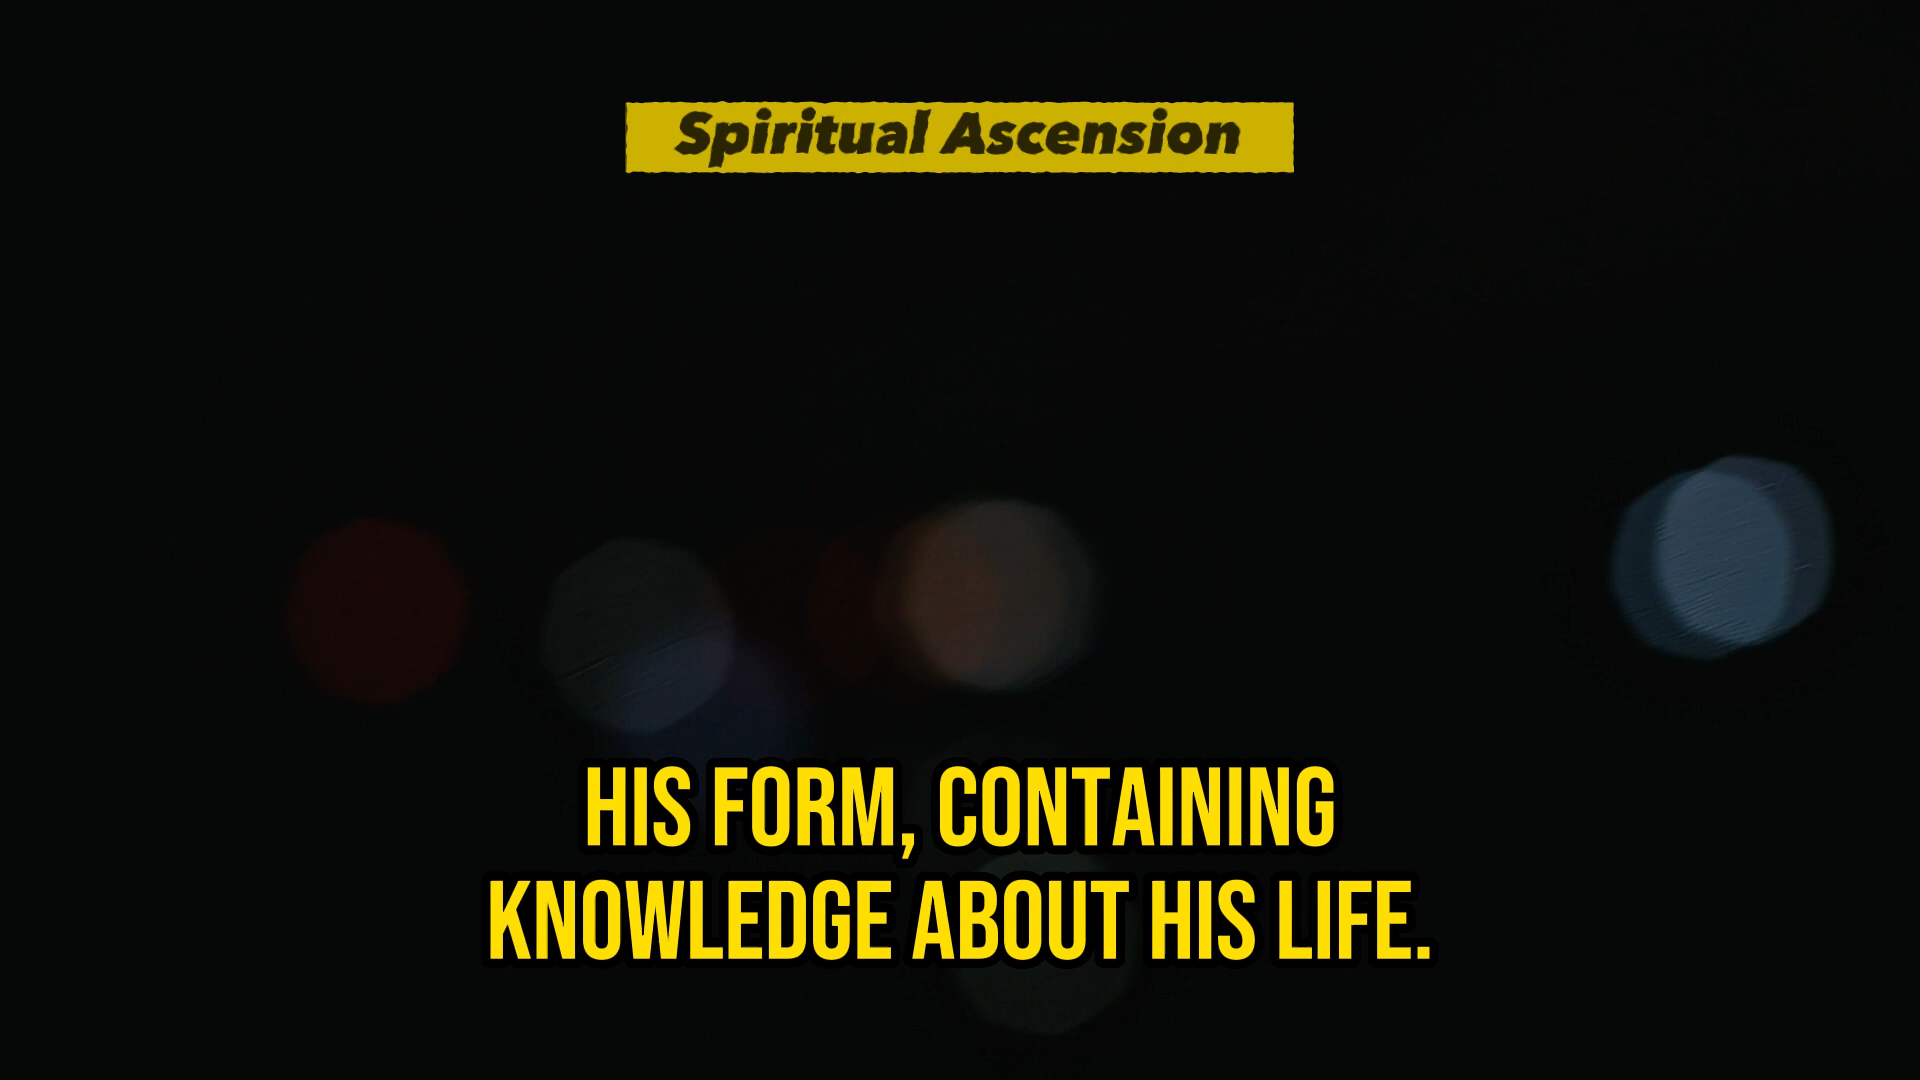 Spiritual Ascension
HIS FORM, CONTAINING
KNOWLEDGE ABOUT HIS LIFE.